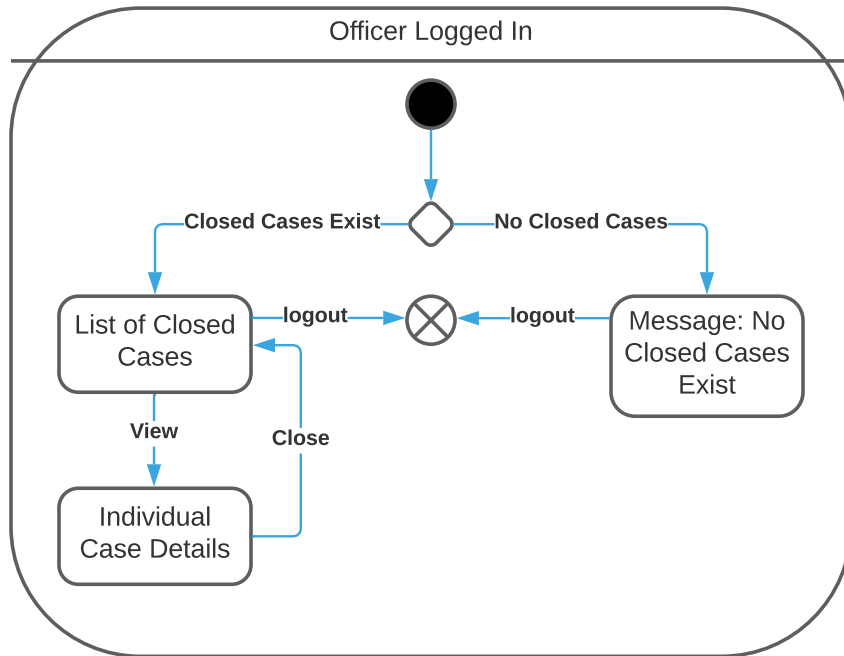 Officer Logged In
Closed Cases Exist
No Closed Cases
List of Closed
Cases
logout
logout
Message: No
Closed Cases
Exist
View
Close
Individual
Case Details